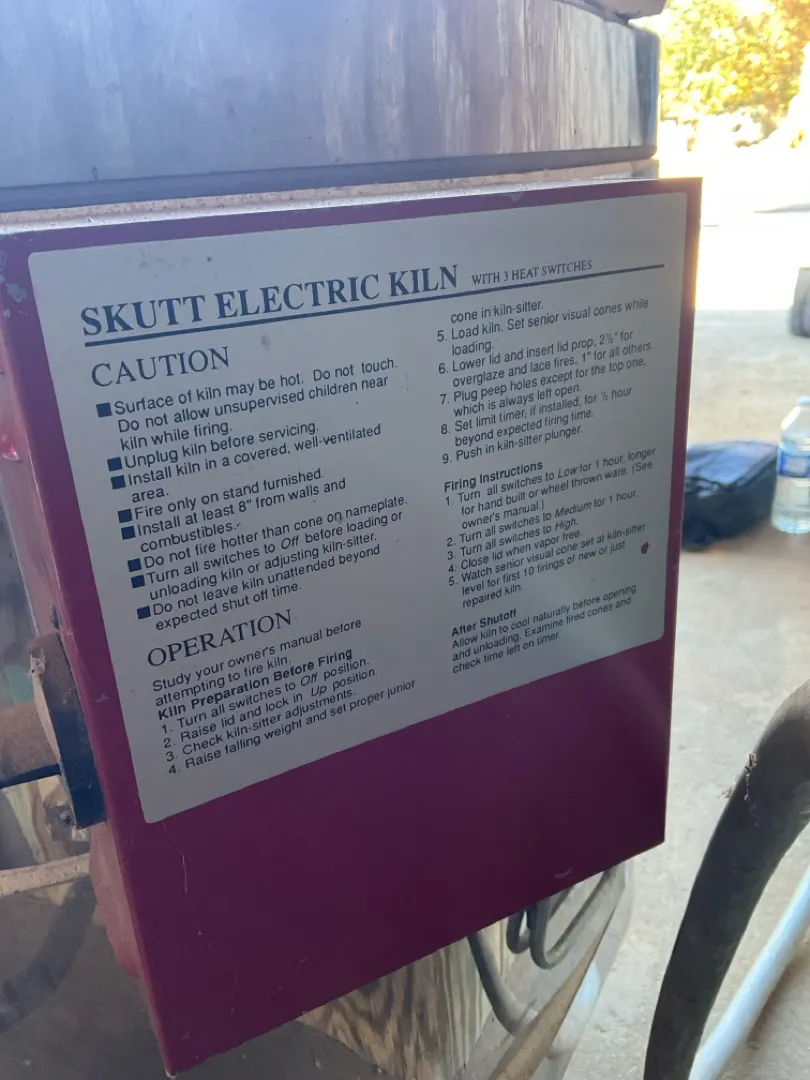 SKUTT ELECTRIC KILN WITH 3 HEAT SWITCHES
CAUTION
■ Surface of kiln may be hot. Do not touch.
Do not allow unsupervised children near
kiln while firing.
■ Unplug kiln before servicing.
■ Install kiln in a covered, well-ventilated
area.
■ Fire only on stand furnished.
■ Install at least 8" from walls and
combustibles.
■ Do not fire hotter than cone on nameplate.
■ Turn all switches to Off before loading or
unloading kiln or adjusting kiln-sitter.
■ Do not leave kiln unattended beyond
expected shut off time.
OPERATION
Study your owner's manual before
attempting to fire kiln.
Kiln Preparation Before Firing
1. Turn all switches to Off position.
2. Raise lid and lock in Up position.
3. Check kiln-sitter adjustments.
4. Raise falling weight and set proper junior
cone in kiln-sitter.
5. Load kiln. Set senior visual cones while
loading.
6. Lower lid and insert lid prop, 2½" for
overglaze and lace fires, 1" for all others.
7. Plug peep holes except for the top one,
which is always left open.
8. Set limit timer, if installed, for ½ hour
beyond expected firing time.
9. Push in kiln-sitter plunger.
Firing Instructions
1. Turn all switches to Low for 1 hour, longer
for hand built or wheel thrown ware. (See
owner's manual.)
2. Turn all switches to Medium for 1 hour.
3. Turn all switches to High.
4. Close lid when vapor free.
5. Watch senior visual cone set at kiln-sitter
level for first 10 firings of new or just
repaired kiln.
After Shutoff
Allow kiln to cool naturally before opening
and unloading. Examine fired cones and
check time left on timer.